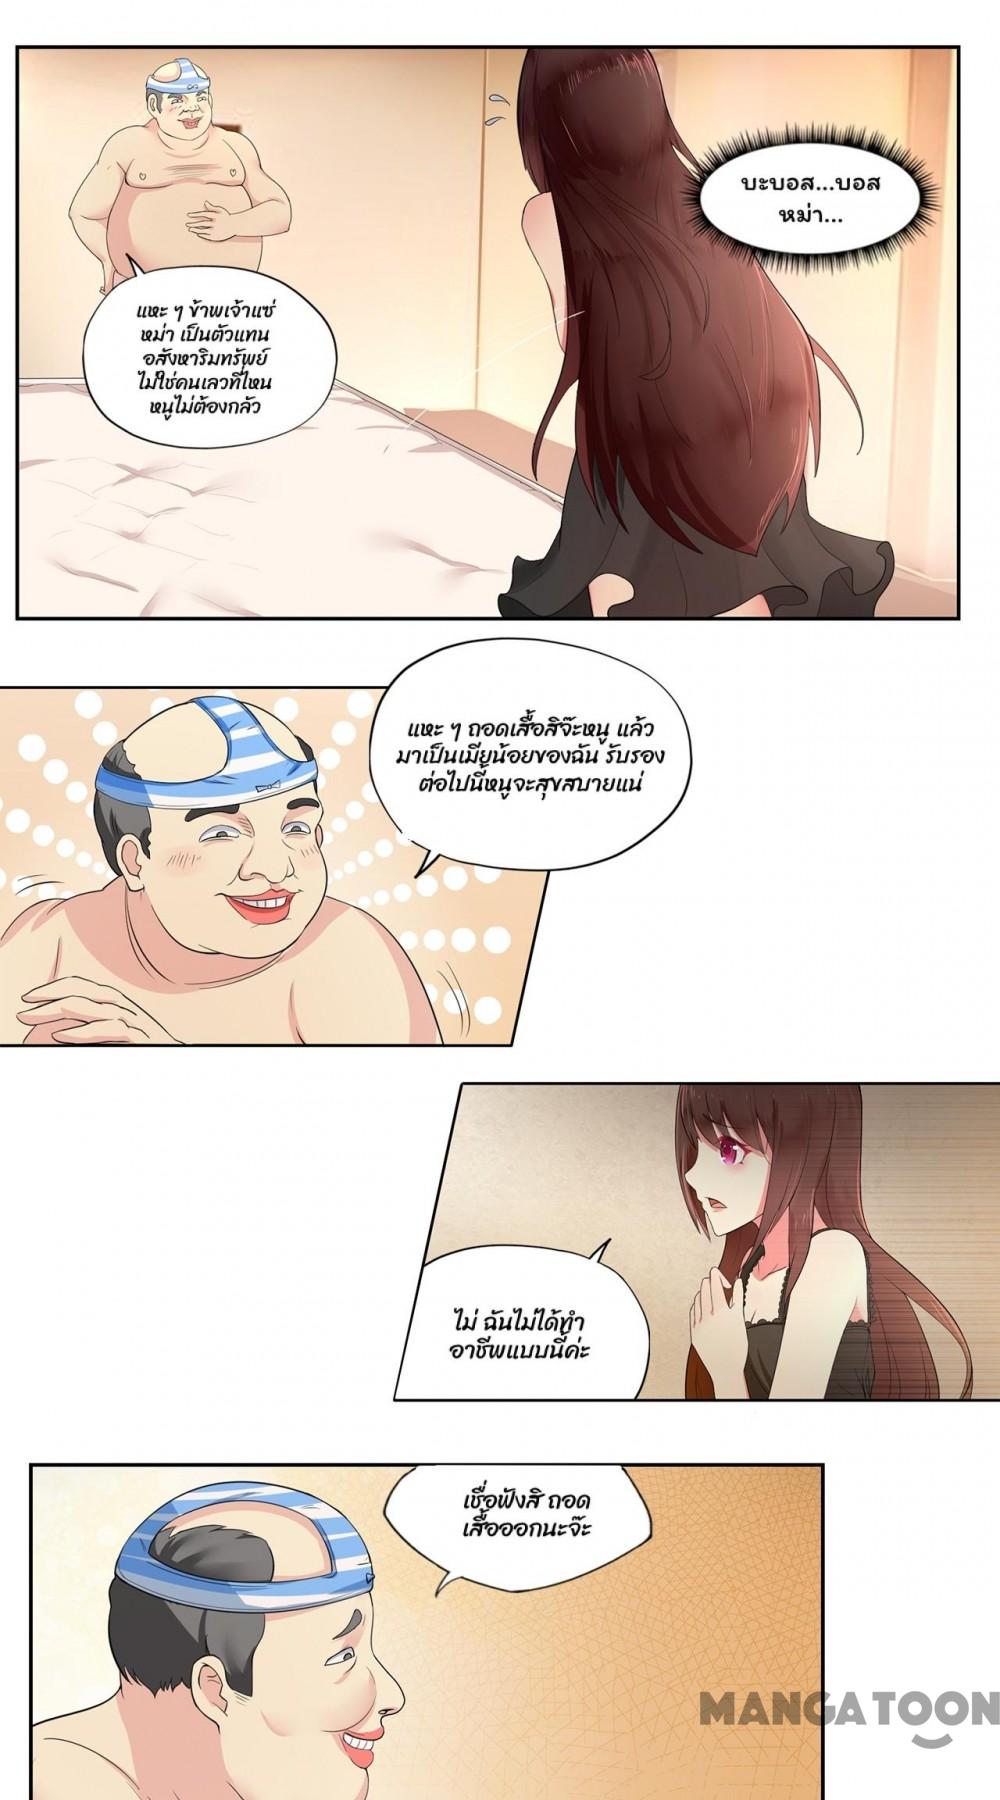 บะบอส...บอส
หม่า...
แหะ ๆ ข้าพเจ้าแซ่
หม่า เป็นตัวแทน
อสังหาริมทรัพย์
ไม่ใช่คนเลวที่ไหน
หนูไม่ต้องกลัว
แหะ ๆ ถอดเสื้อสิจ๊ะหนู แล้ว
มาเป็นเมียน้อยของฉัน รับรอง
ต่อไปนี้หนูจะสุขสบายแน่
ไม่ ฉันไม่ได้ทำ
อาชีพแบบนี้ค่ะ
เชื่อฟังสิ ถอด
เสื้อออกนะจ๊ะ
MANGATOON